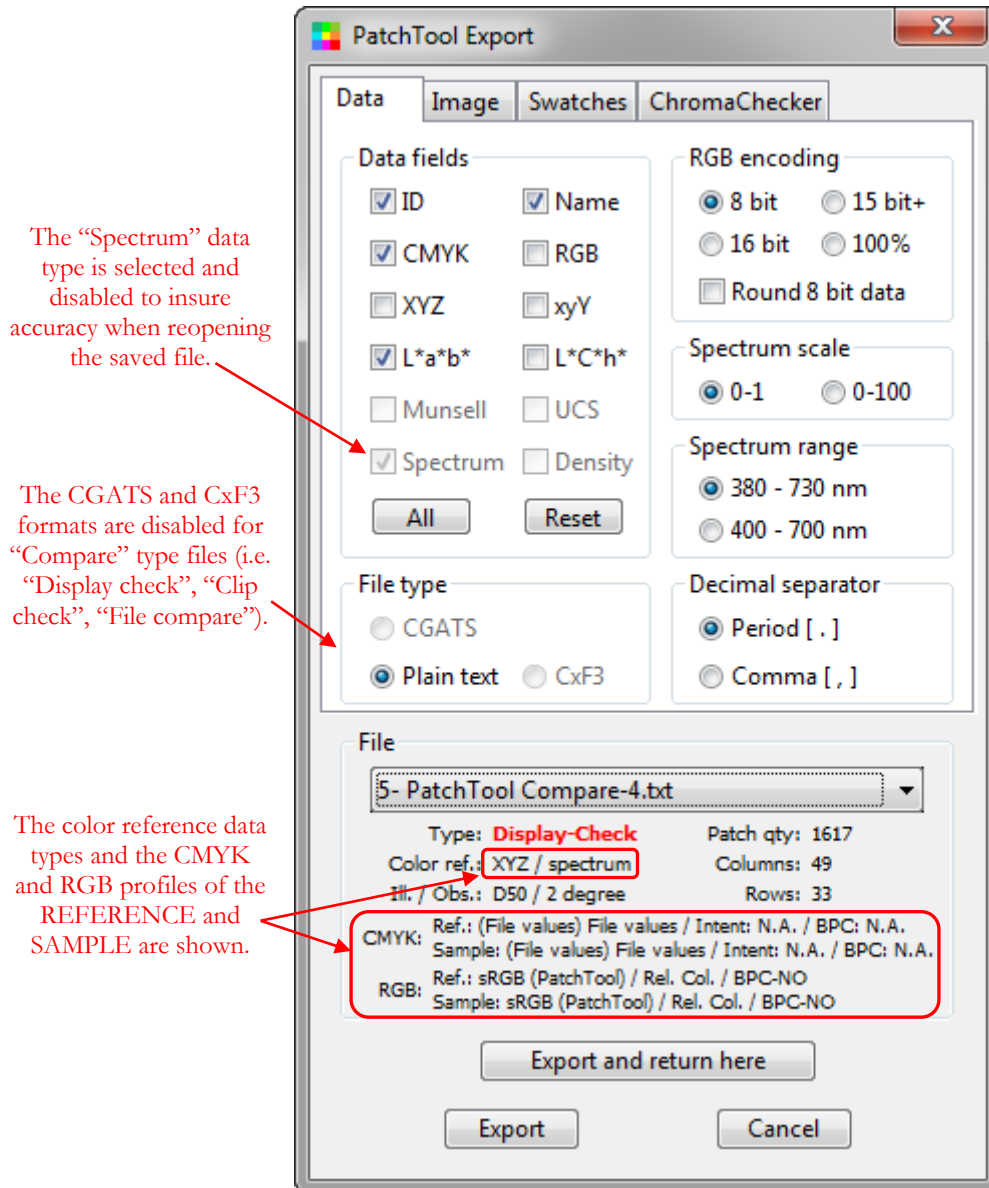 PatchTool Export
Data Image Swatches ChromaChecker
Data fields
ID Name
CMYK RGB
XYZ xyY
L*a*b* L*C*h*
Munsell UCS
Spectrum Density
All Reset
RGB encoding
8 bit 15 bit+
16 bit 100%
Round 8 bit data
Spectrum scale
0-1 0-100
Spectrum range
380 - 730 nm
400 - 700 nm
File type
CGATS
Plain text CxF3
Decimal separator
Period [ . ]
Comma [ , ]
File
5- PatchTool Compare-4.txt
Type: Display-Check Patch qty: 1617
Color ref.: XYZ / spectrum Columns: 49
Ill. / Obs.: D50 / 2 degree Rows: 33
CMYK: Ref.: (File values) File values / Intent: N.A. / BPC: N.A.
Sample: (File values) File values / Intent: N.A. / BPC: N.A.
RGB: Ref.: sRGB (PatchTool) / Rel. Col. / BPC-NO
Sample: sRGB (PatchTool) / Rel. Col. / BPC-NO
Export and return here
Export Cancel
The “Spectrum” data
type is selected and
disabled to insure
accuracy when reopening
the saved file.
The CGATS and CxF3
formats are disabled for
“Compare” type files (i.e.
“Display check”, “Clip
check”, “File compare”).
The color reference data
types and the CMYK
and RGB profiles of the
REFERENCE and
SAMPLE are shown.